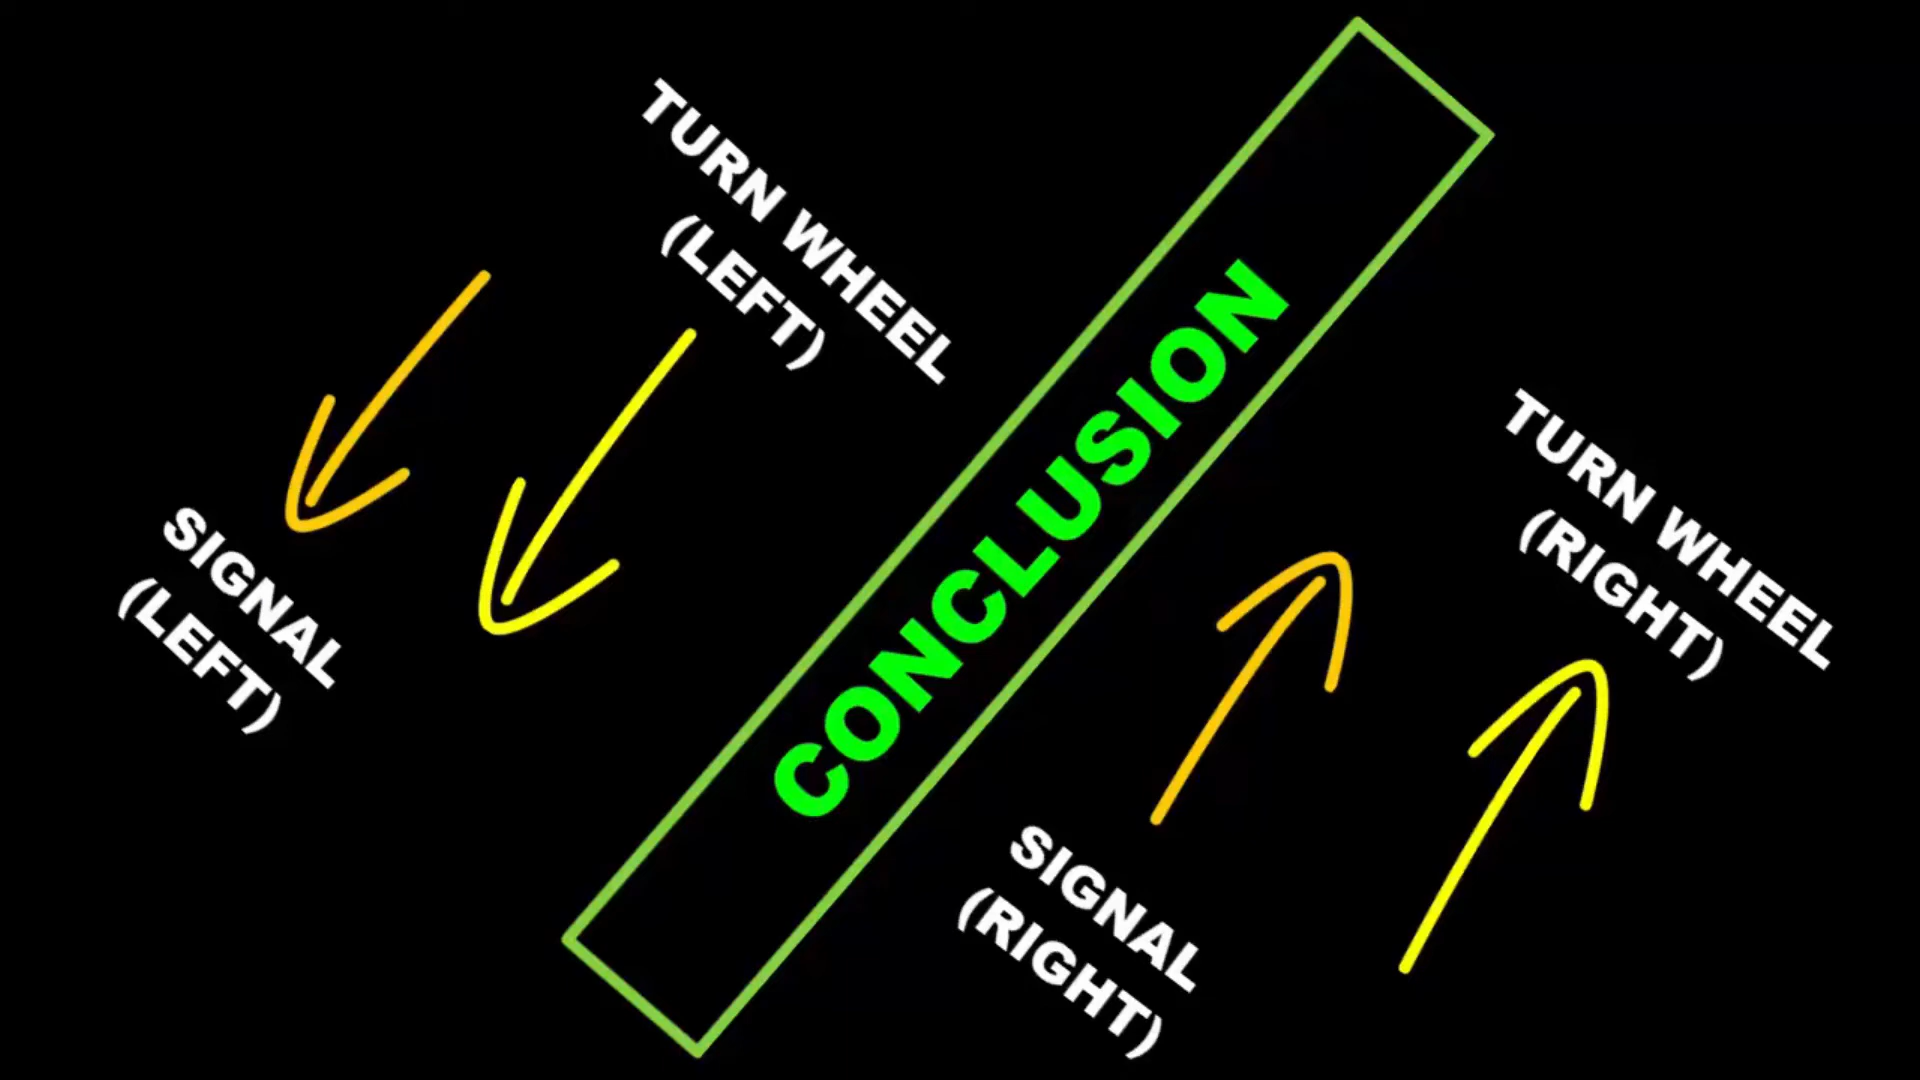 TURN WHEEL
(LEFT)
SIGNAL
(LEFT)
CONCLUSION
TURN WHEEL
(RIGHT)
SIGNAL
(RIGHT)